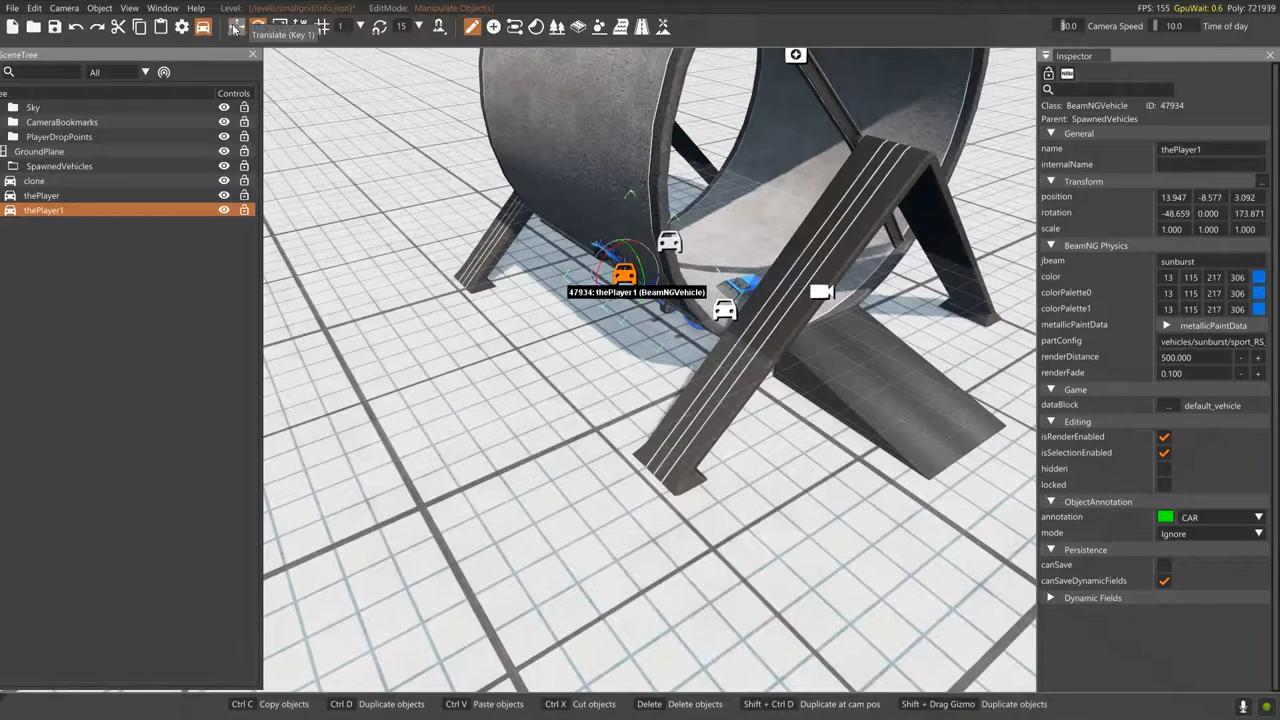 File Edit Camera Object View Window Help Level: [/levels/smallgrid/info.json]* EditMode: Manipulate Object(s) FPS: 155 GpuWait: 0.6 Poly: 721939
1 15 Camera Speed 10.0 Time of day
Translate (Key 1)
SceneTree
All
Controls
Sky
CameraBookmarks
PlayerDropPoints
GroundPlane
SpawnedVehicles
clone
thePlayer
thePlayer1
47934: thePlayer1 (BeamNGVehicle)
Inspector
Class: BeamNGVehicle ID: 47934
Parent: SpawnedVehicles
General
name thePlayer1
internalName
Transform ...
position 13.947 -8.577 3.092
rotation -48.659 0.000 173.871
scale 1.000 1.000 1.000
BeamNG Physics
jbeam sunburst
color 13 115 217 306
colorPalette0 13 115 217 306
colorPalette1 13 115 217 306
metallicPaintData metallicPaintData
partConfig vehicles/sunburst/sport_RS_
renderDistance 500.000 - +
renderFade 0.100 - +
Game
dataBlock ... default_vehicle
Editing
isRenderEnabled
isSelectionEnabled
hidden
locked
ObjectAnnotation
annotation CAR
mode Ignore
Persistence
canSave
canSaveDynamicFields
Dynamic Fields
Ctrl C Copy objects Ctrl D Duplicate objects Ctrl V Paste objects Ctrl X Cut objects Delete Delete objects Shift + Ctrl D Duplicate at cam pos Shift + Drag Gizmo Duplicate objects